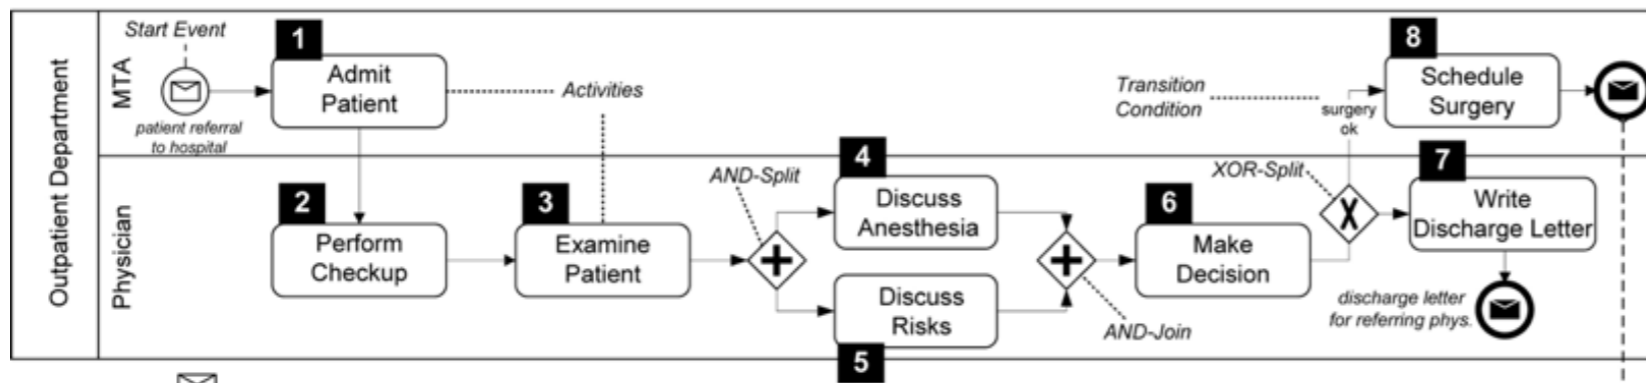 Outpatient Department
MTA
Start Event
patient referral
to hospital
1
Admit
Patient
Activities
Transition
Condition
surgery
ok
8
Schedule
Surgery
Physician
2
Perform
Checkup
3
Examine
Patient
AND-Split
4
Discuss
Anesthesia
5
Discuss
Risks
AND-Join
6
Make
Decision
XOR-Split
X
7
Write
Discharge Letter
discharge letter
for referring phys.